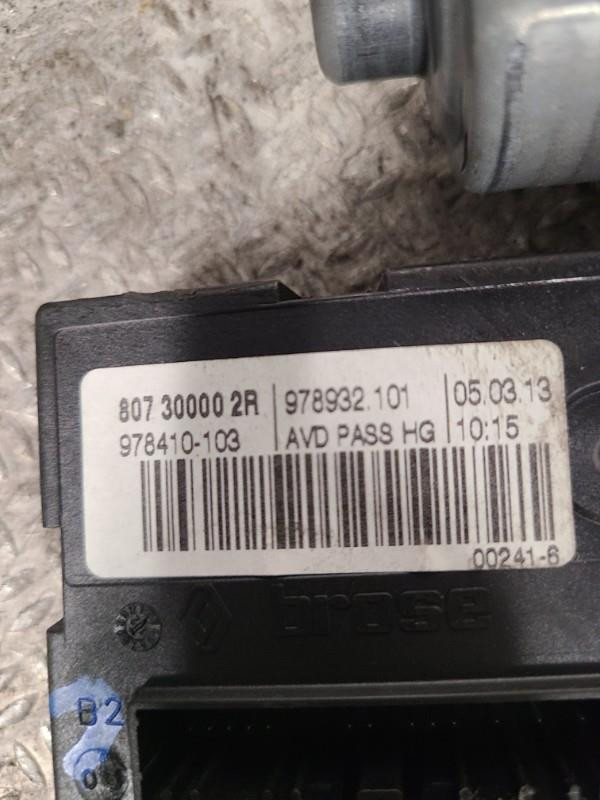 807 30000 2R 978932.101 05.03.13
978410-103 AVD PASS HG 10:15
00241-6
brose
B2
0